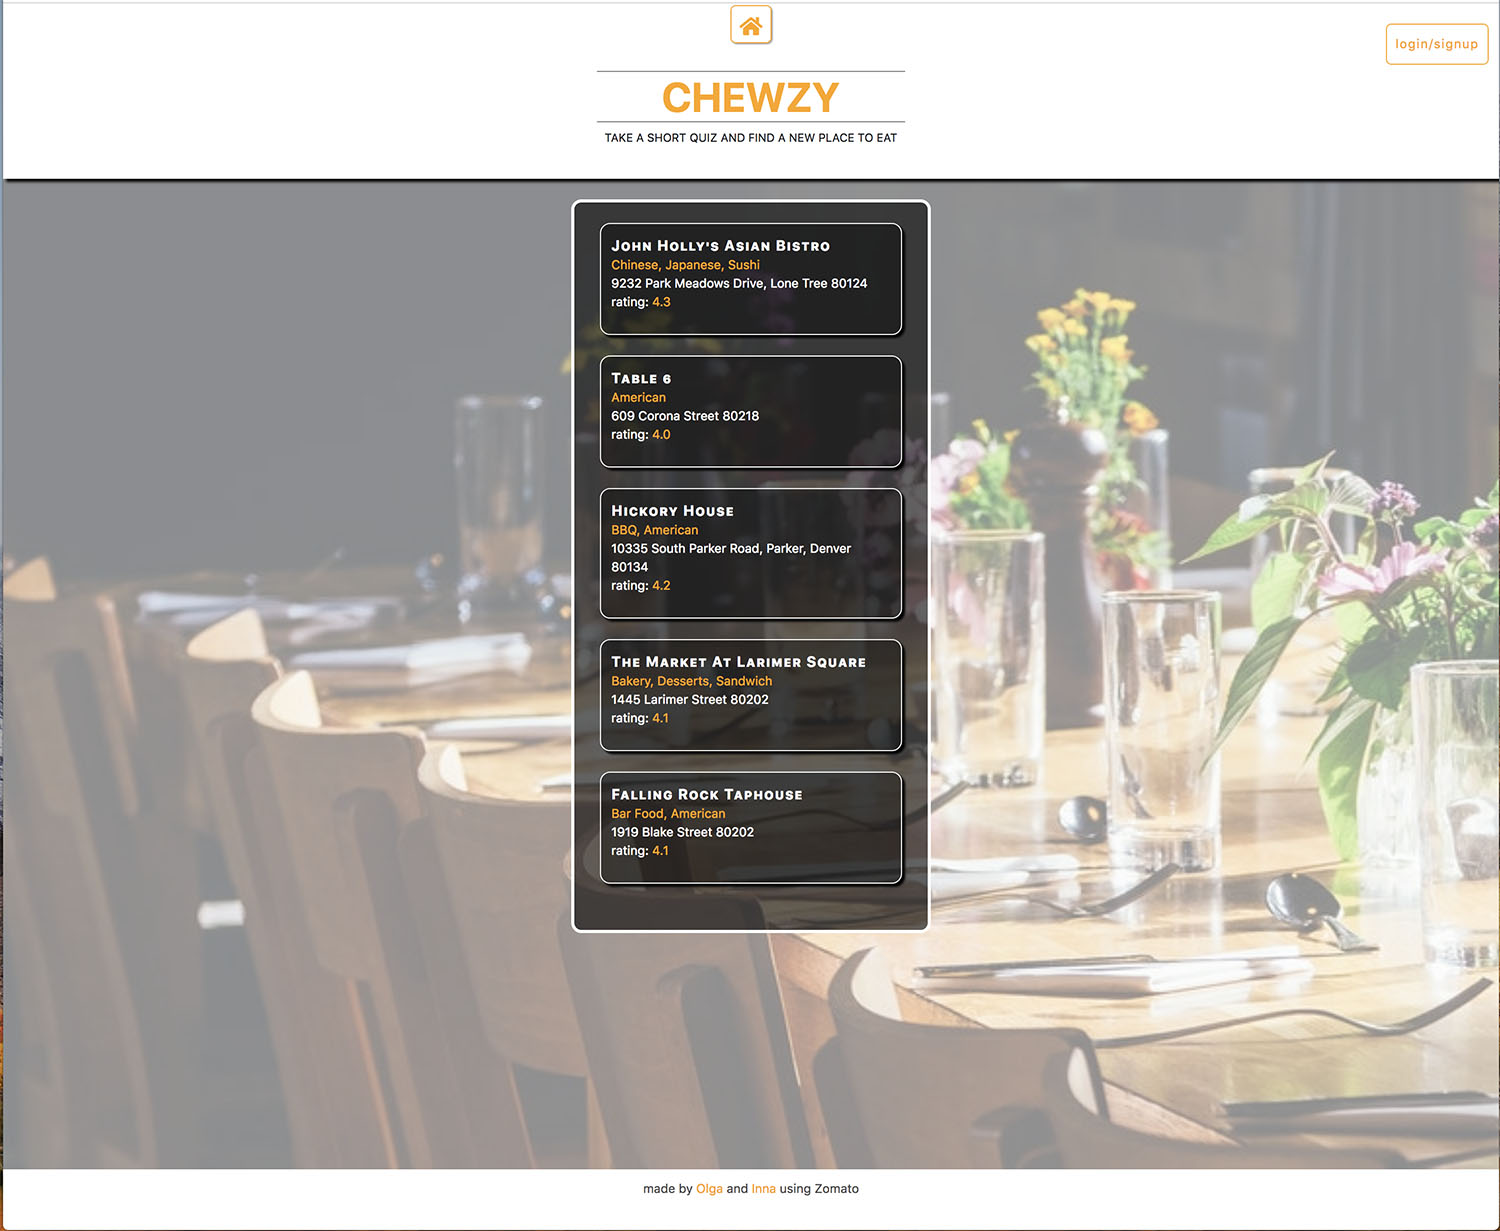 login/signup
CHEWZY
TAKE A SHORT QUIZ AND FIND A NEW PLACE TO EAT
John Holly's Asian Bistro
Chinese, Japanese, Sushi
9232 Park Meadows Drive, Lone Tree 80124
rating: 4.3
Table 6
American
609 Corona Street 80218
rating: 4.0
Hickory House
BBQ, American
10335 South Parker Road, Parker, Denver
80134
rating: 4.2
The Market At Larimer Square
Bakery, Desserts, Sandwich
1445 Larimer Street 80202
rating: 4.1
Falling Rock Taphouse
Bar Food, American
1919 Blake Street 80202
rating: 4.1
made by Olga and Inna using Zomato